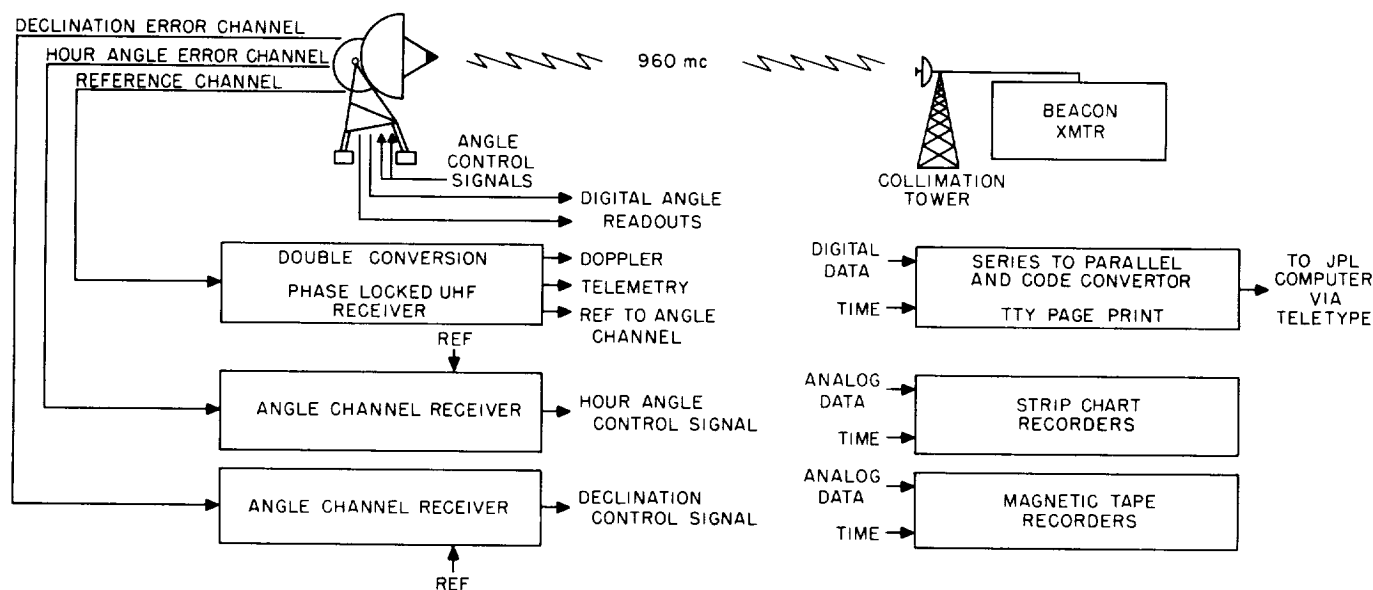 DECLINATION ERROR CHANNEL
HOUR ANGLE ERROR CHANNEL
REFERENCE CHANNEL
960 mc
BEACON
XMTR
ANGLE
CONTROL
SIGNALS
COLLIMATION
TOWER
DIGITAL ANGLE
READOUTS
DOUBLE CONVERSION
PHASE LOCKED UHF
RECEIVER
DOPPLER
TELEMETRY
REF TO ANGLE
CHANNEL
DIGITAL
DATA
TIME
SERIES TO PARALLEL
AND CODE CONVERTOR
TTY PAGE PRINT
TO JPL
COMPUTER
VIA
TELETYPE
REF
ANGLE CHANNEL RECEIVER
HOUR ANGLE
CONTROL SIGNAL
ANALOG
DATA
TIME
STRIP CHART
RECORDERS
ANGLE CHANNEL RECEIVER
DECLINATION
CONTROL SIGNAL
REF
ANALOG
DATA
TIME
MAGNETIC TAPE
RECORDERS